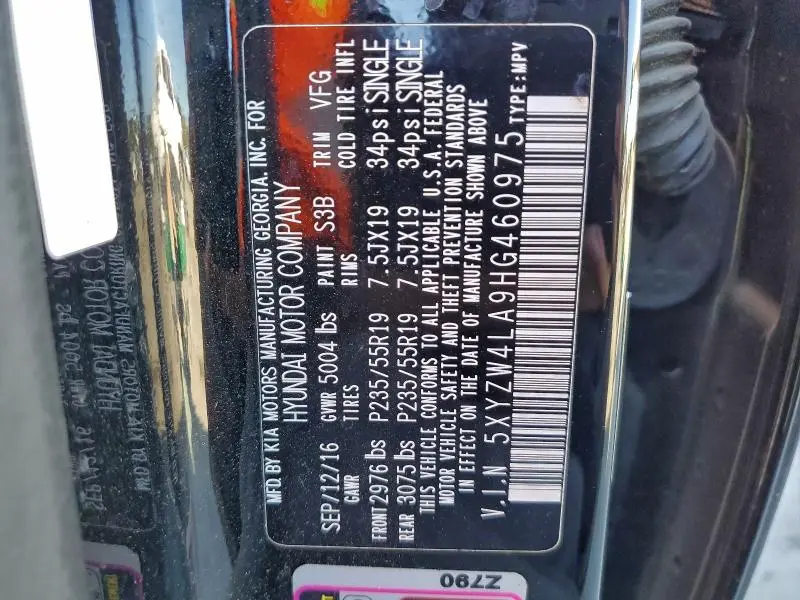 MFD. BY KIA MOTORS MANUFACTURING GEORGIA. INC. FOR
HYUNDAI MOTOR COMPANY
SEP/12/16 GVWR 5004 lbs PAINT S3B TRIM VFG
GAWR TIRES RIMS COLD TIRE INFL
FRONT 2976 lbs P235/55R19 7.5JX19 34psi SINGLE
REAR 3075 lbs P235/55R19 7.5JX19 34psi SINGLE
THIS VEHICLE CONFORMS TO ALL APPLICABLE U.S.A. FEDERAL
MOTOR VEHICLE SAFETY AND THEFT PREVENTION STANDARDS
IN EFFECT ON THE DATE OF MANUFACTURE SHOWN ABOVE
V.I.N 5XYZW4LA9HG460975 TYPE:MPV
Z790